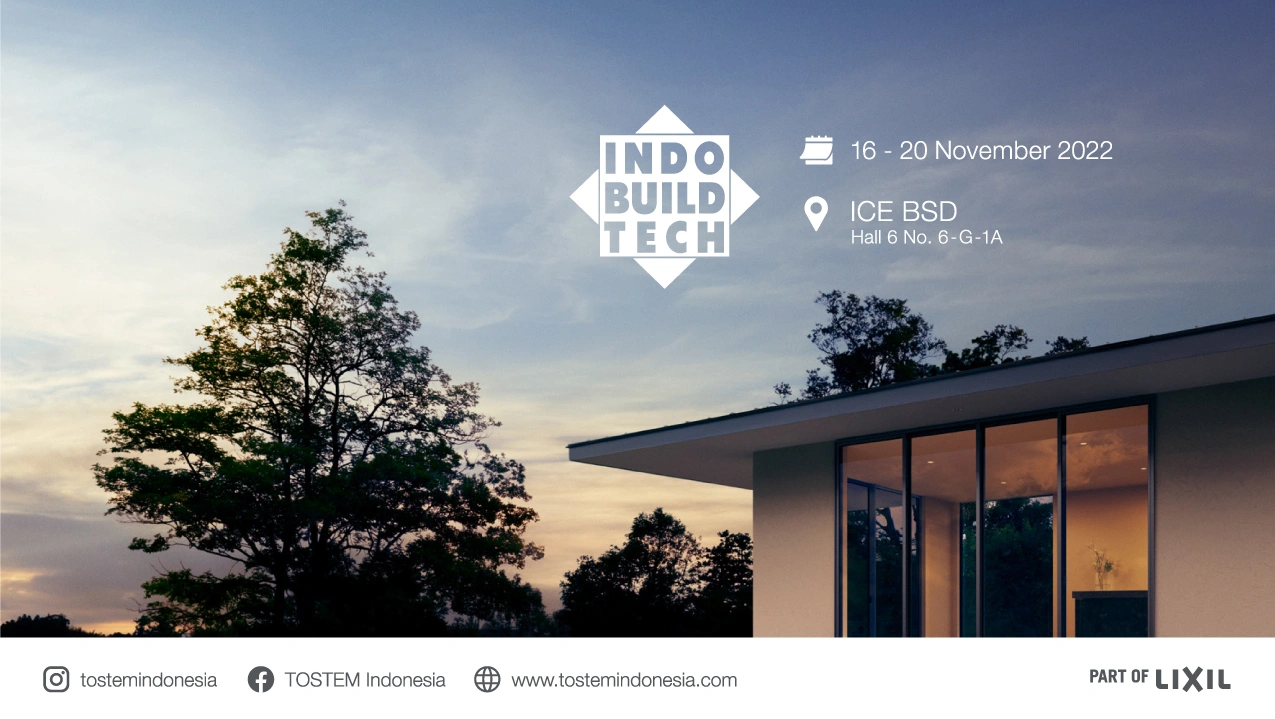 INDO
BUILD
TECH
16 - 20 November 2022
ICE BSD
Hall 6 No. 6-G-1A
tostemindonesia
TOSTEM Indonesia
www.tostemindonesia.com
PART OF LIXIL